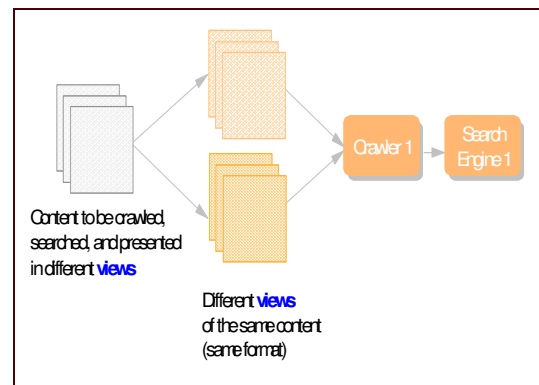 Content to be crawled,
searched, and presented
in different views
Different views
of the same content
(same format)
Crawler 1
Search
Engine 1